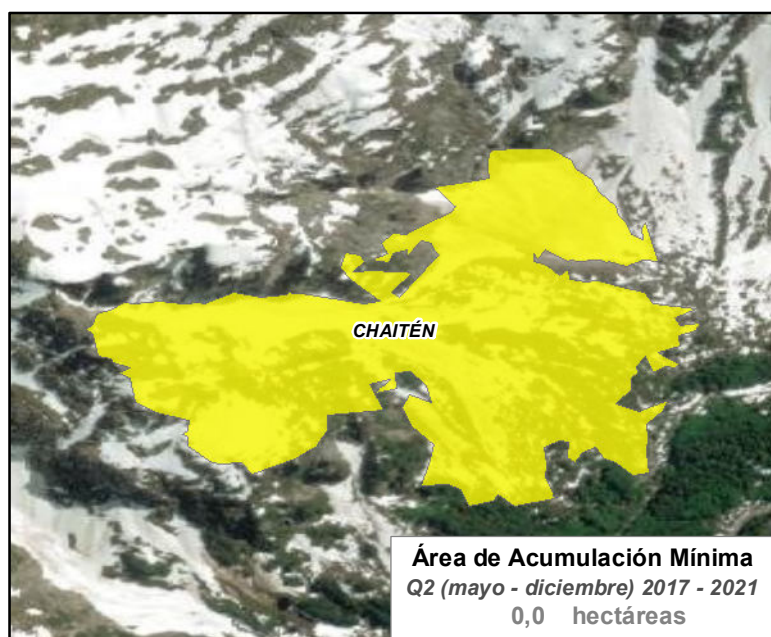 CHAITÉN
Área de Acumulación Mínima
Q2 (mayo - diciembre) 2017 - 2021
0,0 hectáreas